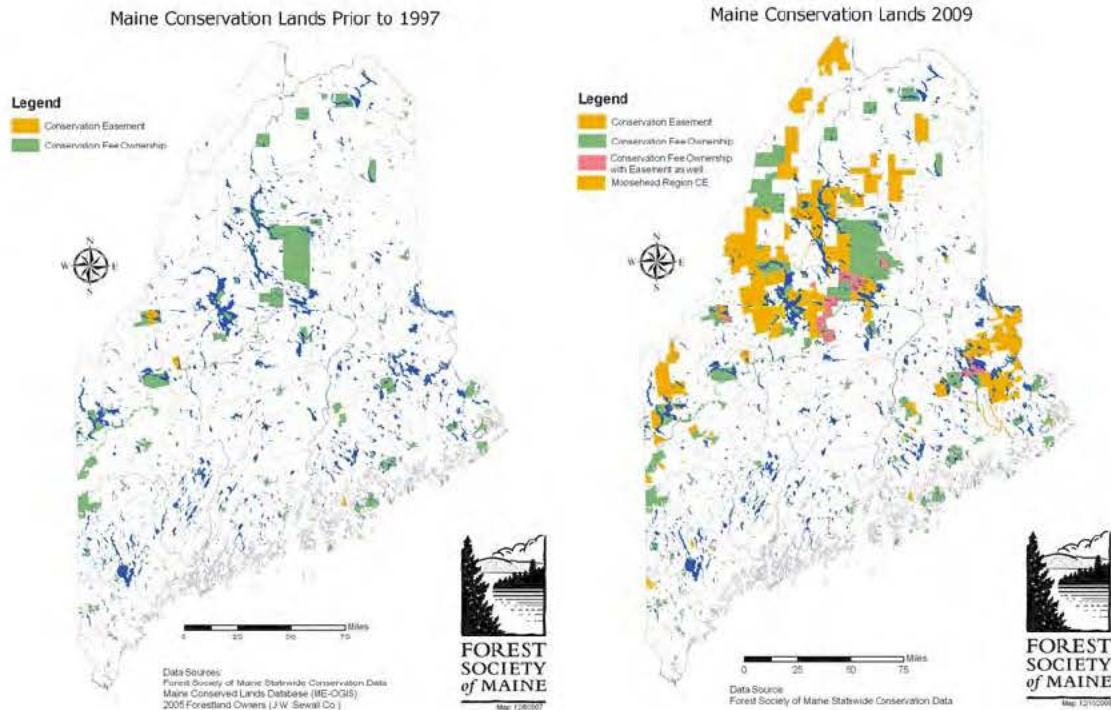 Maine Conservation Lands Prior to 1997
Legend
Conservation Easement
Conservation Fee Ownership
N
W E
S
0 25 50 75 Miles
Data Sources:
Forest Society of Maine Statewide Conservation Data
Maine Conserved Lands Database (ME-OGIS)
2005 Forestland Owners (J.W. Sewall Co.)
FOREST
SOCIETY
of MAINE
Map: 12/8/2007
Maine Conservation Lands 2009
Legend
Conservation Easement
Conservation Fee Ownership
Conservation Fee Ownership
with Easement as well
Moosehead Region CE
N
W E
S
0 25 50 75 Miles
Data Source
Forest Society of Maine Statewide Conservation Data
FOREST
SOCIETY
of MAINE